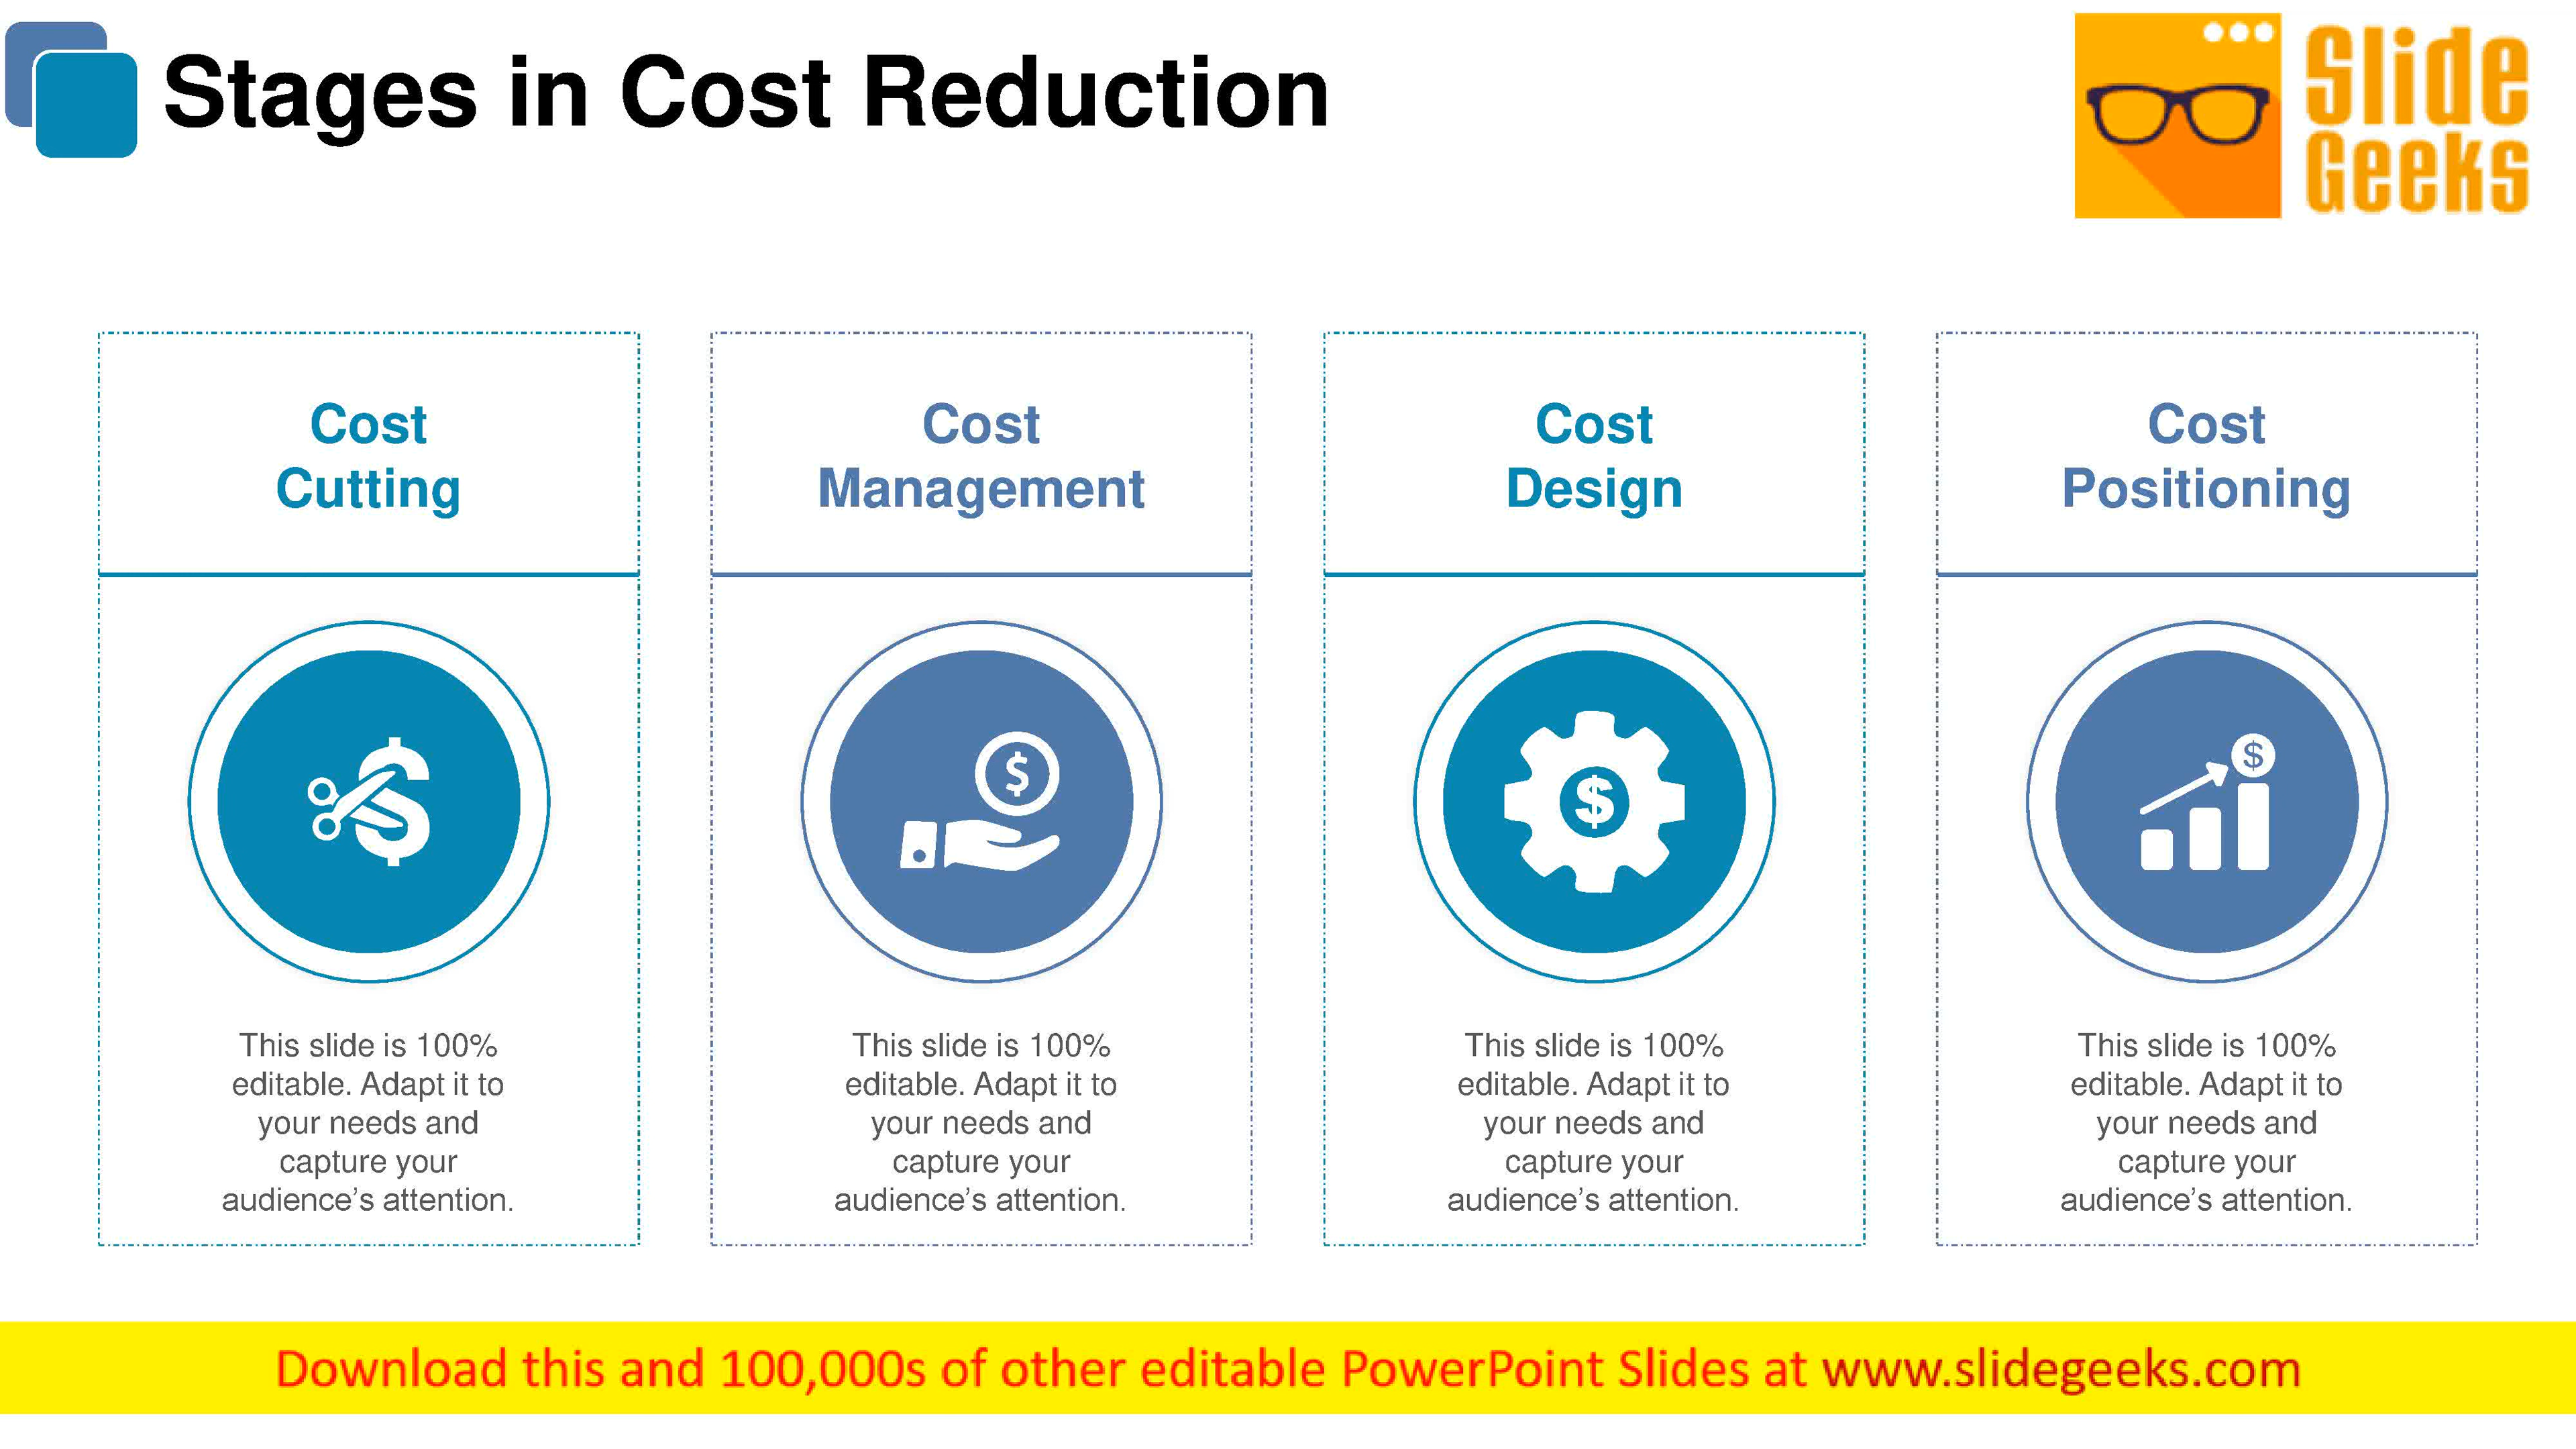 Stages in Cost Reduction
Slide
Geeks
Cost
Cutting
This slide is 100%
editable. Adapt it to
your needs and
capture your
audience’s attention.
Cost
Management
$
This slide is 100%
editable. Adapt it to
your needs and
capture your
audience’s attention.
Cost
Design
$
This slide is 100%
editable. Adapt it to
your needs and
capture your
audience’s attention.
Cost
Positioning
$
This slide is 100%
editable. Adapt it to
your needs and
capture your
audience’s attention.
Download this and 100,000s of other editable PowerPoint Slides at www.slidegeeks.com